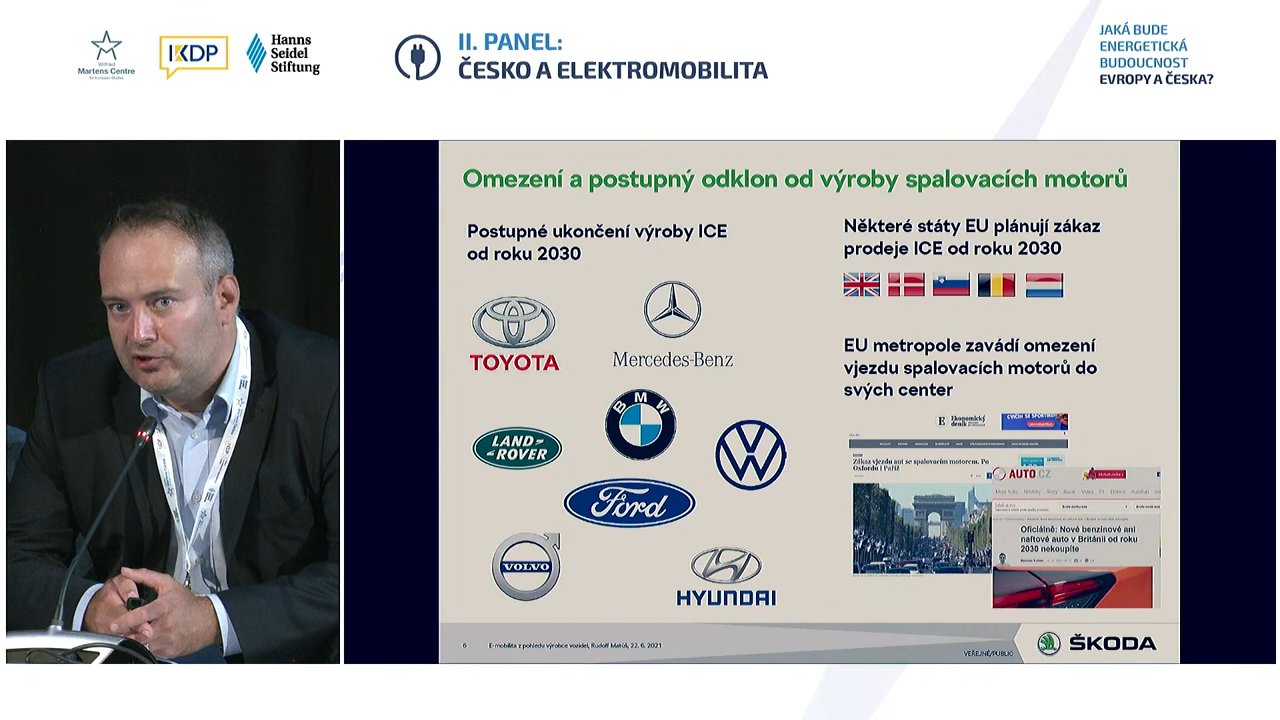 Wilfried
Martens Centre
for European Studies
IKDP
Hanns
Seidel
Stiftung
II. PANEL:
ČESKO A ELEKTROMOBILITA
JAKÁ BUDE
ENERGETICKÁ
BUDOUCNOST
EVROPY A ČESKA?
Omezení a postupný odklon od výroby spalovacích motorů
Postupné ukončení výroby ICE
od roku 2030
TOYOTA
Mercedes-Benz
BMW
LAND-
-ROVER
Ford
VOLVO
HYUNDAI
Některé státy EU plánují zákaz
prodeje ICE od roku 2030
EU metropole zavádí omezení
vjezdu spalovacích motorů do
svých center
E Ekonomický
deník
Zákaz vjezdu aut se spalovacím motorem. Po
Oxfordu i Paříž
AUTO.CZ
Oficiálně: Nové benzinové ani
naftové auto v Británii od roku
2030 nekoupíte
6 E-mobilita z pohledu výrobce vozidel, Rudolf Matúš, 22. 6. 2021
VEŘEJNÉ/PUBLIC
ŠKODA